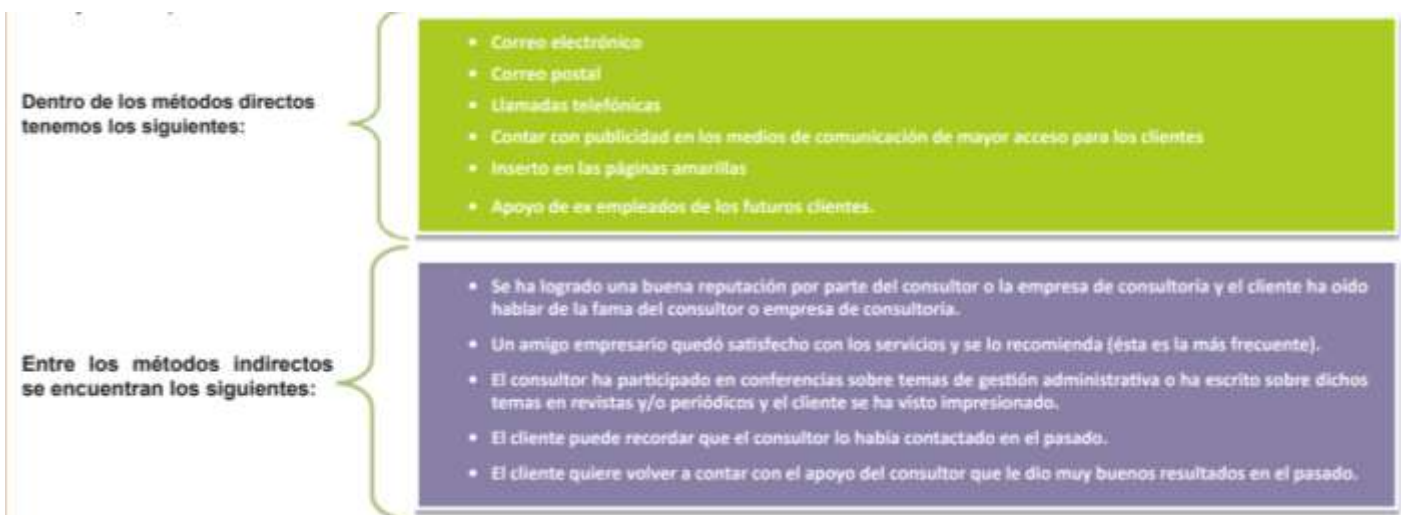 Dentro de los métodos directos
tenemos los siguientes:
• Correo electrónico
• Correo postal
• Llamadas telefónicas
• Contar con publicidad en los medios de comunicación de mayor acceso para los clientes
• Inserto en las páginas amarillas
• Apoyo de ex empleados de los futuros clientes.
Entre los métodos indirectos
se encuentran los siguientes:
• Se ha logrado una buena reputación por parte del consultor o la empresa de consultoría y el cliente ha oído
hablar de la fama del consultor o empresa de consultoría.
• Un amigo empresario quedó satisfecho con los servicios y se lo recomienda (ésta es la más frecuente).
• El consultor ha participado en conferencias sobre temas de gestión administrativa o ha escrito sobre dichos
temas en revistas y/o periódicos y el cliente se ha visto impresionado.
• El cliente puede recordar que el consultor lo había contactado en el pasado.
• El cliente quiere volver a contar con el apoyo del consultor que le dio muy buenos resultados en el pasado.